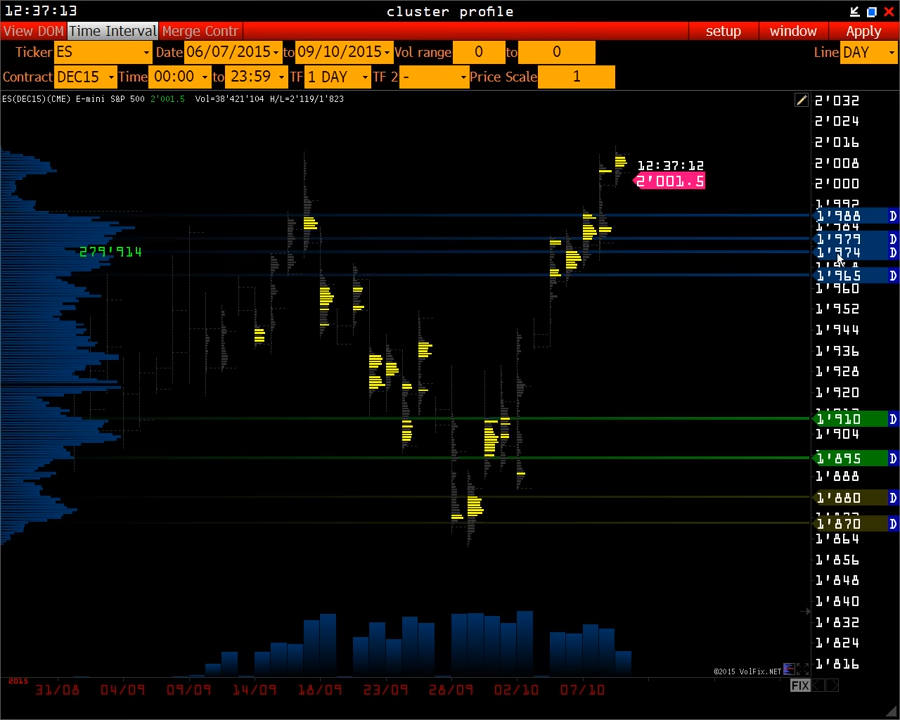 12:37:13 cluster profile
View DOM Time Interval Merge Contr setup window Apply
Ticker ES Date 06/07/2015 to 09/10/2015 Vol range 0 to 0 Line DAY
Contract DEC15 Time 00:00 to 23:59 TF 1 DAY TF 2 - Price Scale 1
ES(DEC15)(CME) E-mini S&P 500 2'001.5 Vol=38'421'104 H/L=2'119/1'823
2'032
2'024
2'016
12:37:12 2'008
2'001.5 2'000
1'992
1'988 D
1'984
1'979 D
279'914 1'974 D
1'965 D
1'960
1'952
1'944
1'936
1'928
1'920
1'910 D
1'904
1'895 D
1'888
1'880 D
1'870 D
1'864
1'856
1'848
1'840
1'832
1'824
1'816
©2015 VolFix.NET
2015
31/08 04/09 09/09 14/09 18/09 23/09 28/09 02/10 07/10 FIX